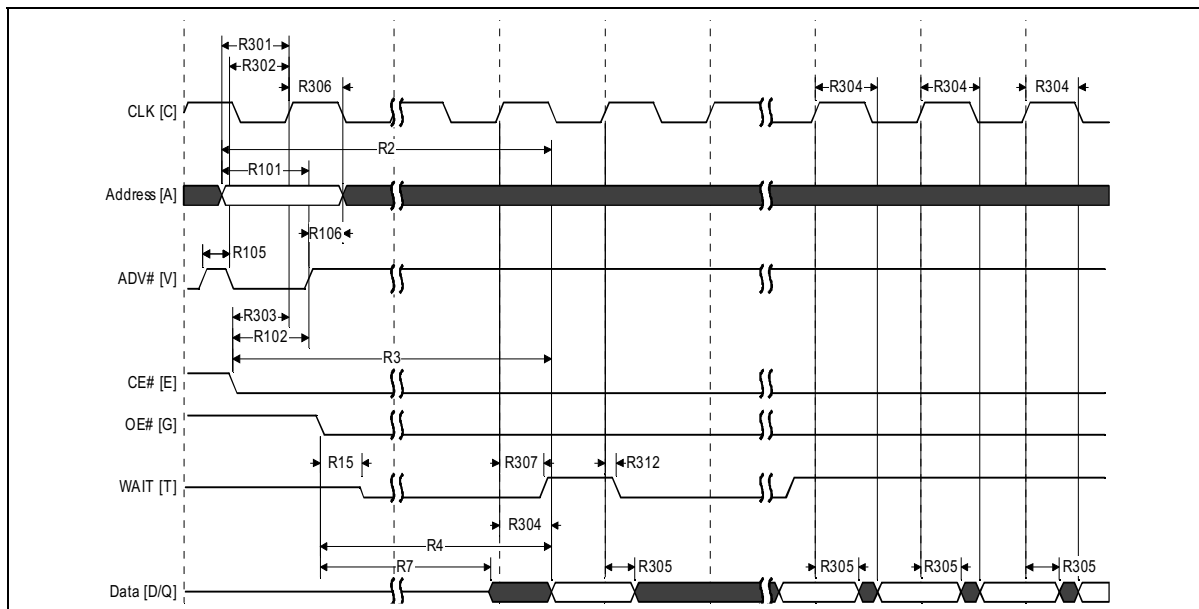 R301
R302
R306
R304 R304 R304
CLK [C]
R2
R101
Address [A]
R106
R105
ADV# [V]
R303
R102
R3
CE# [E]
OE# [G]
R15 R307 R312
WAIT [T]
R304
R4
R7 R305 R305 R305 R305
Data [D/Q]